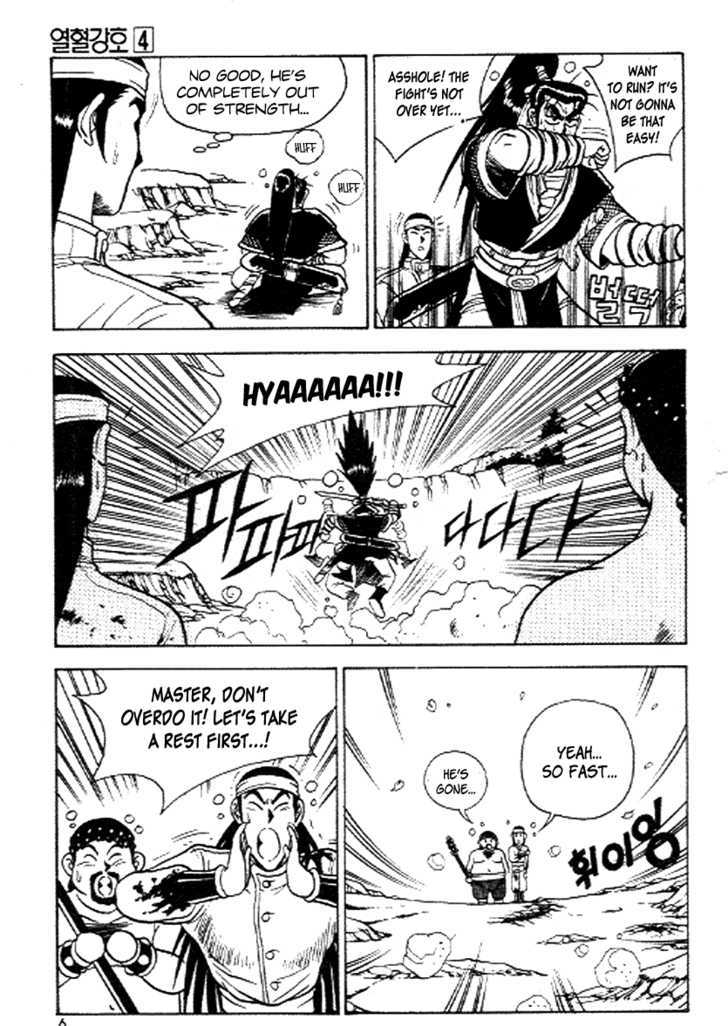 열혈강호 4
NO GOOD, HE'S
COMPLETELY OUT
OF STRENGTH...
HUFF
HUFF
ASSHOLE! THE
FIGHT'S NOT
OVER YET...
WANT
TO RUN? IT'S
NOT GONNA
BE THAT
EASY!
벌떡
HYAAAAAA!!!
파파파
다다다다
MASTER, DON'T
OVERDO IT! LET'S TAKE
A REST FIRST...!
HE'S
GONE...
YEAH...
SO FAST...
휘이잉
6